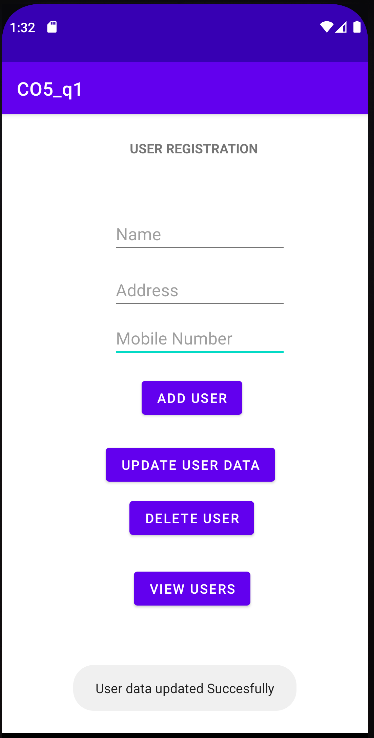 1:32
CO5_q1
USER REGISTRATION
Name
Address
Mobile Number
ADD USER
UPDATE USER DATA
DELETE USER
VIEW USERS
User data updated Succesfully